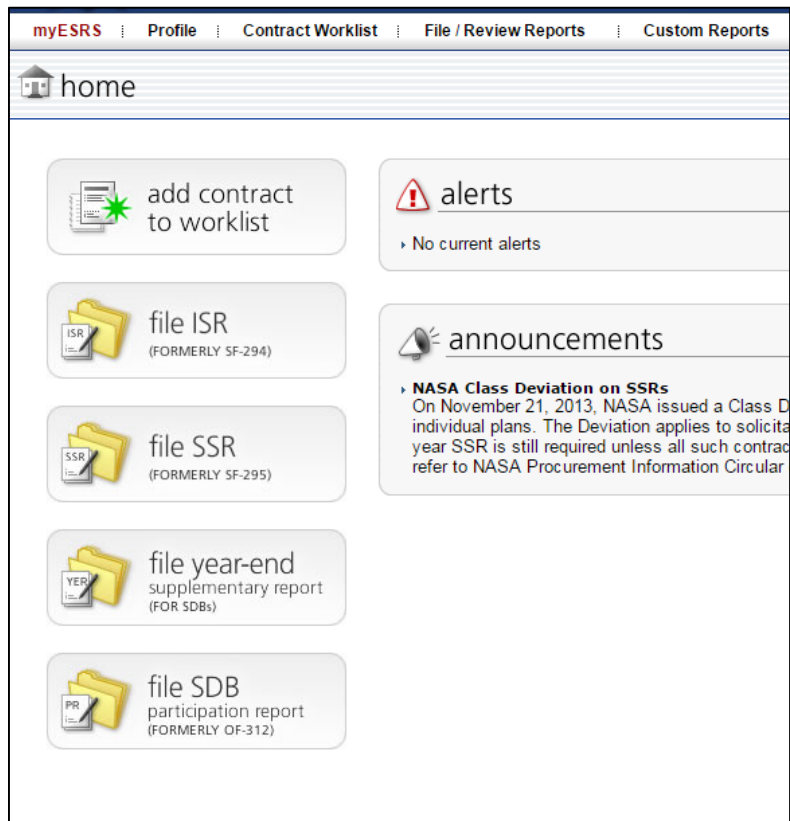 myESRS Profile Contract Worklist File / Review Reports Custom Reports
home
add contract
to worklist
file ISR
(FORMERLY SF-294)
file SSR
(FORMERLY SF-295)
file year-end
supplementary report
(FOR SDBs)
file SDB
participation report
(FORMERLY OF-312)
ISR
SSR
YER
PR
alerts
No current alerts
announcements
NASA Class Deviation on SSRs
On November 21, 2013, NASA issued a Class D
individual plans. The Deviation applies to solicita
year SSR is still required unless all such contrac
refer to NASA Procurement Information Circular